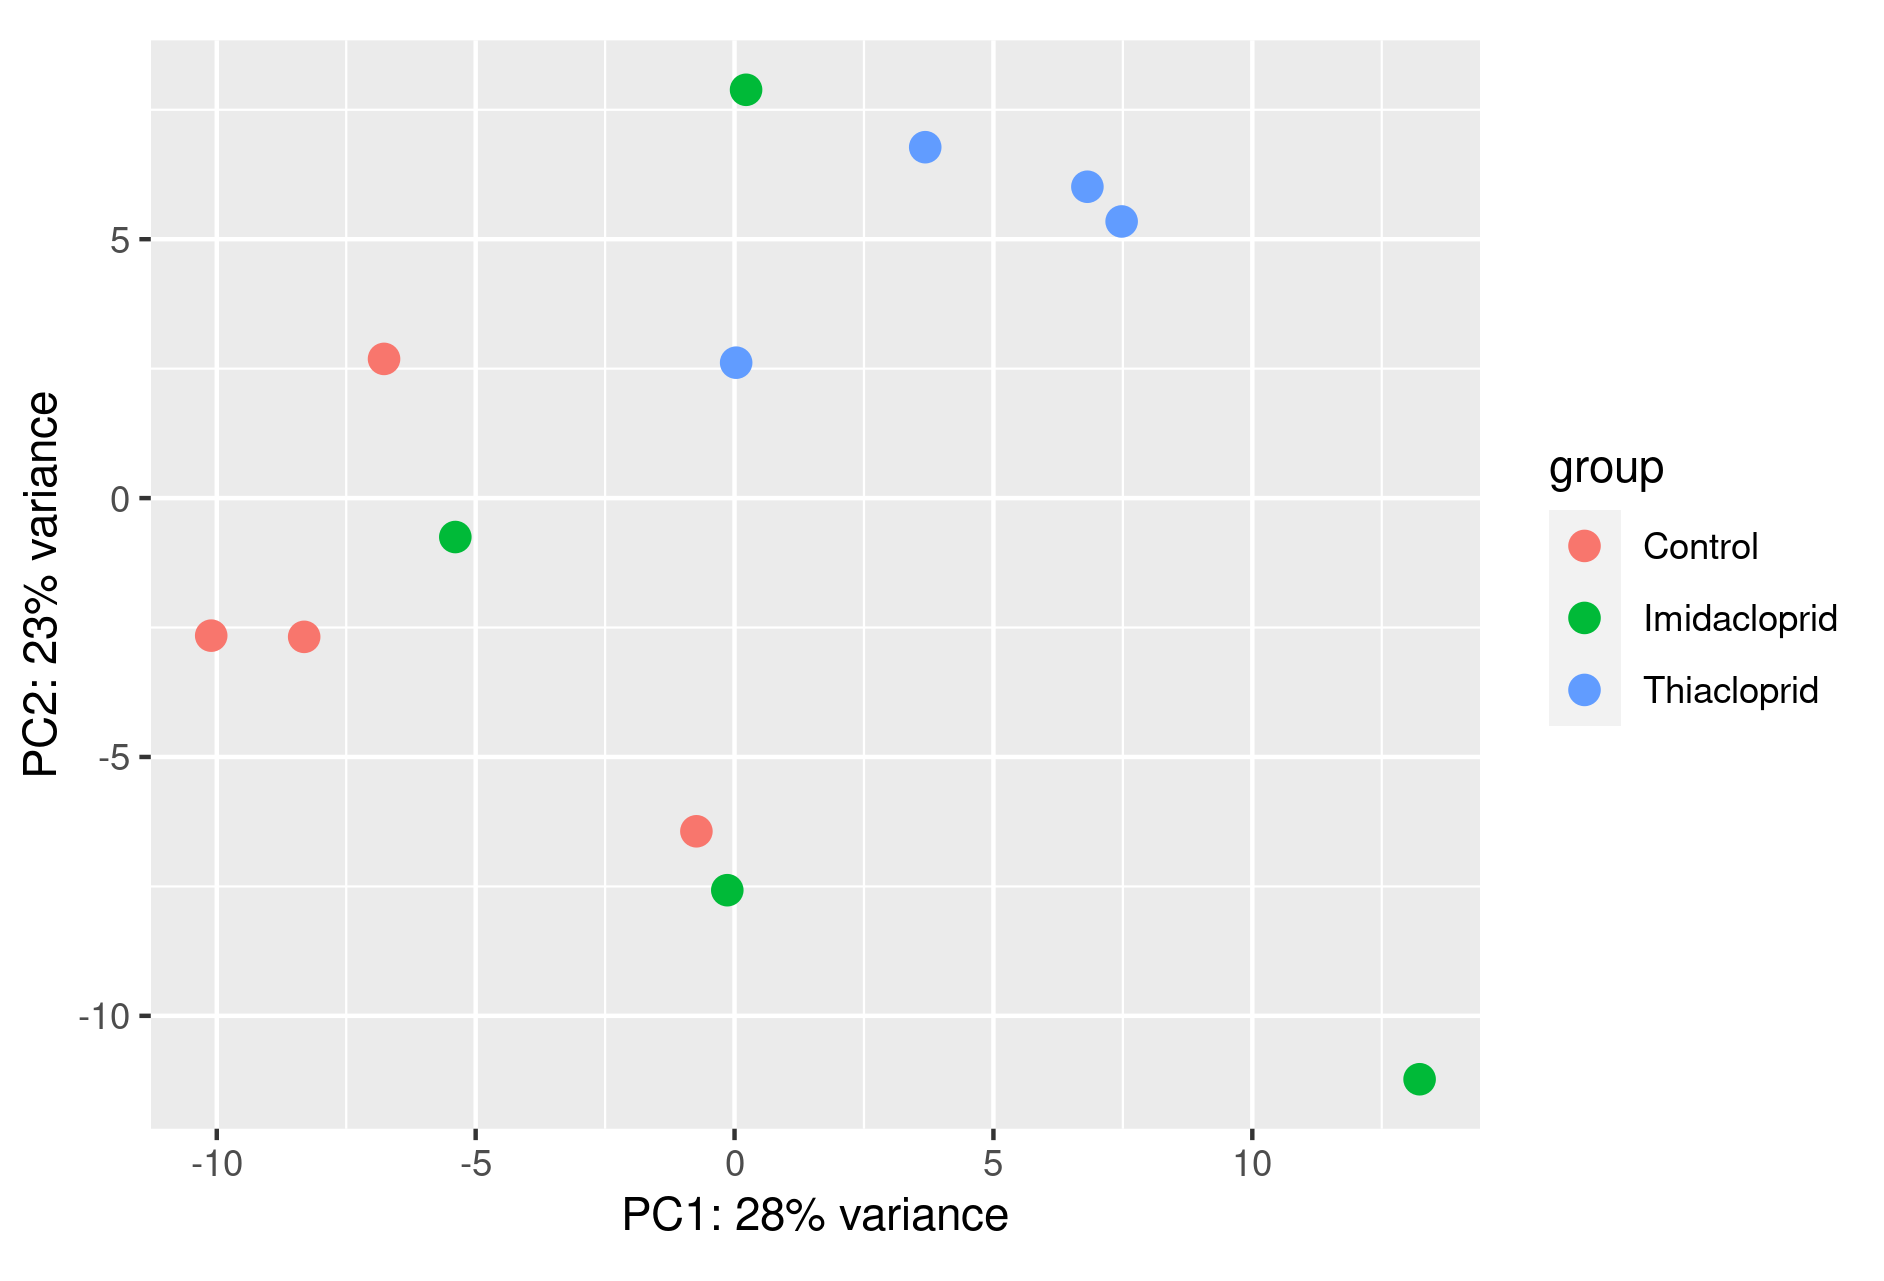 5
0
-5
-10
-10
-5
0
5
10
PC1: 28% variance
PC2: 23% variance
group
Control
Imidacloprid
Thiacloprid